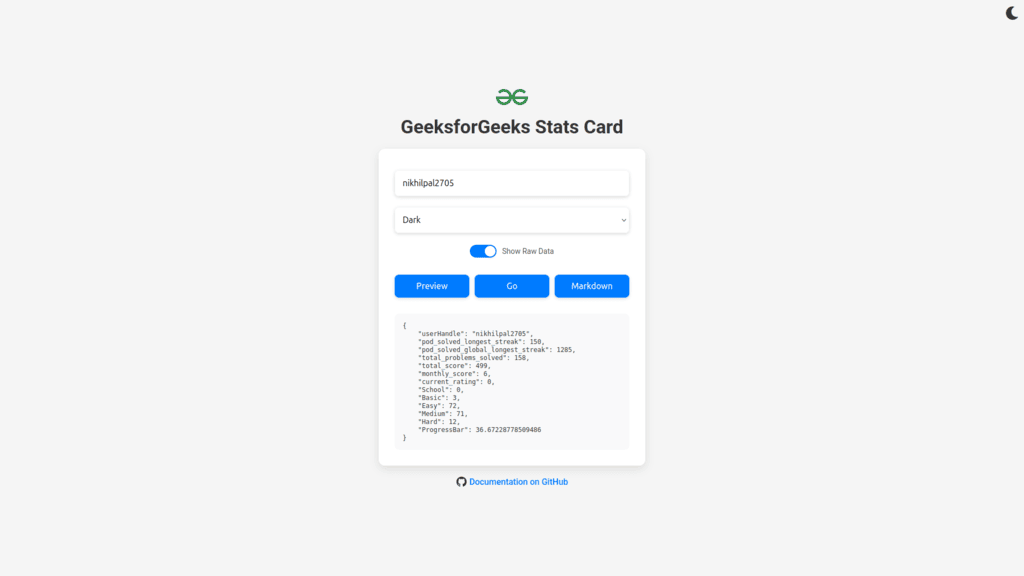 GeeksforGeeks Stats Card
nikhilpal2705
Dark
Show Raw Data
Preview Go Markdown
{
    "userHandle": "nikhilpal2705",
    "pod_solved_longest_streak": 150,
    "pod_solved_global_longest_streak": 1285,
    "total_problems_solved": 158,
    "total_score": 499,
    "monthly_score": 6,
    "current_rating": 0,
    "School": 0,
    "Basic": 3,
    "Easy": 72,
    "Medium": 71,
    "Hard": 12,
    "ProgressBar": 36.67228778509486
}
Documentation on GitHub